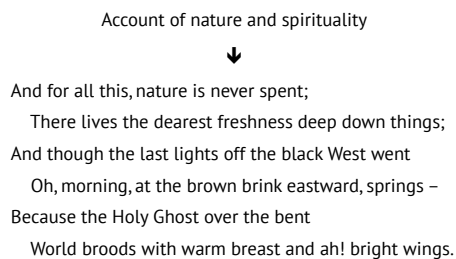 Account of nature and spirituality
🡻
And for all this, nature is never spent;
There lives the dearest freshness deep down things;
And though the last lights off the black West went
Oh, morning, at the brown brink eastward, springs –
Because the Holy Ghost over the bent
World broods with warm breast and ah! bright wings.